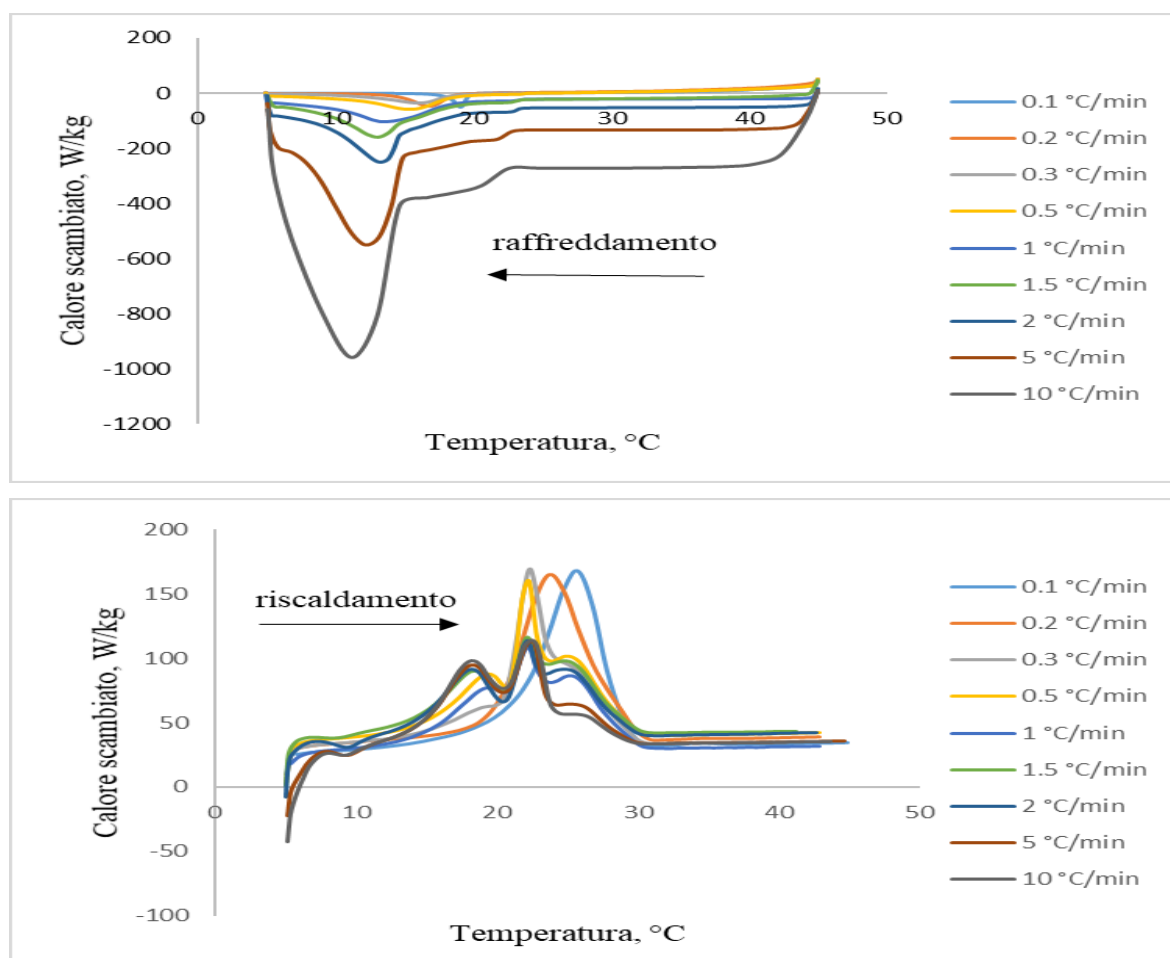 200
0
-200
-400
-600
-800
-1000
-1200
0 10 20 30 40 50
Calore scambiato, W/kg
raffreddamento
Temperatura, °C
0.1 °C/min
0.2 °C/min
0.3 °C/min
0.5 °C/min
1 °C/min
1.5 °C/min
2 °C/min
5 °C/min
10 °C/min
200
150
100
50
0
-50
-100
0 10 20 30 40 50
Calore scambiato, W/kg
riscaldamento
Temperatura, °C
0.1 °C/min
0.2 °C/min
0.3 °C/min
0.5 °C/min
1 °C/min
1.5 °C/min
2 °C/min
5 °C/min
10 °C/min